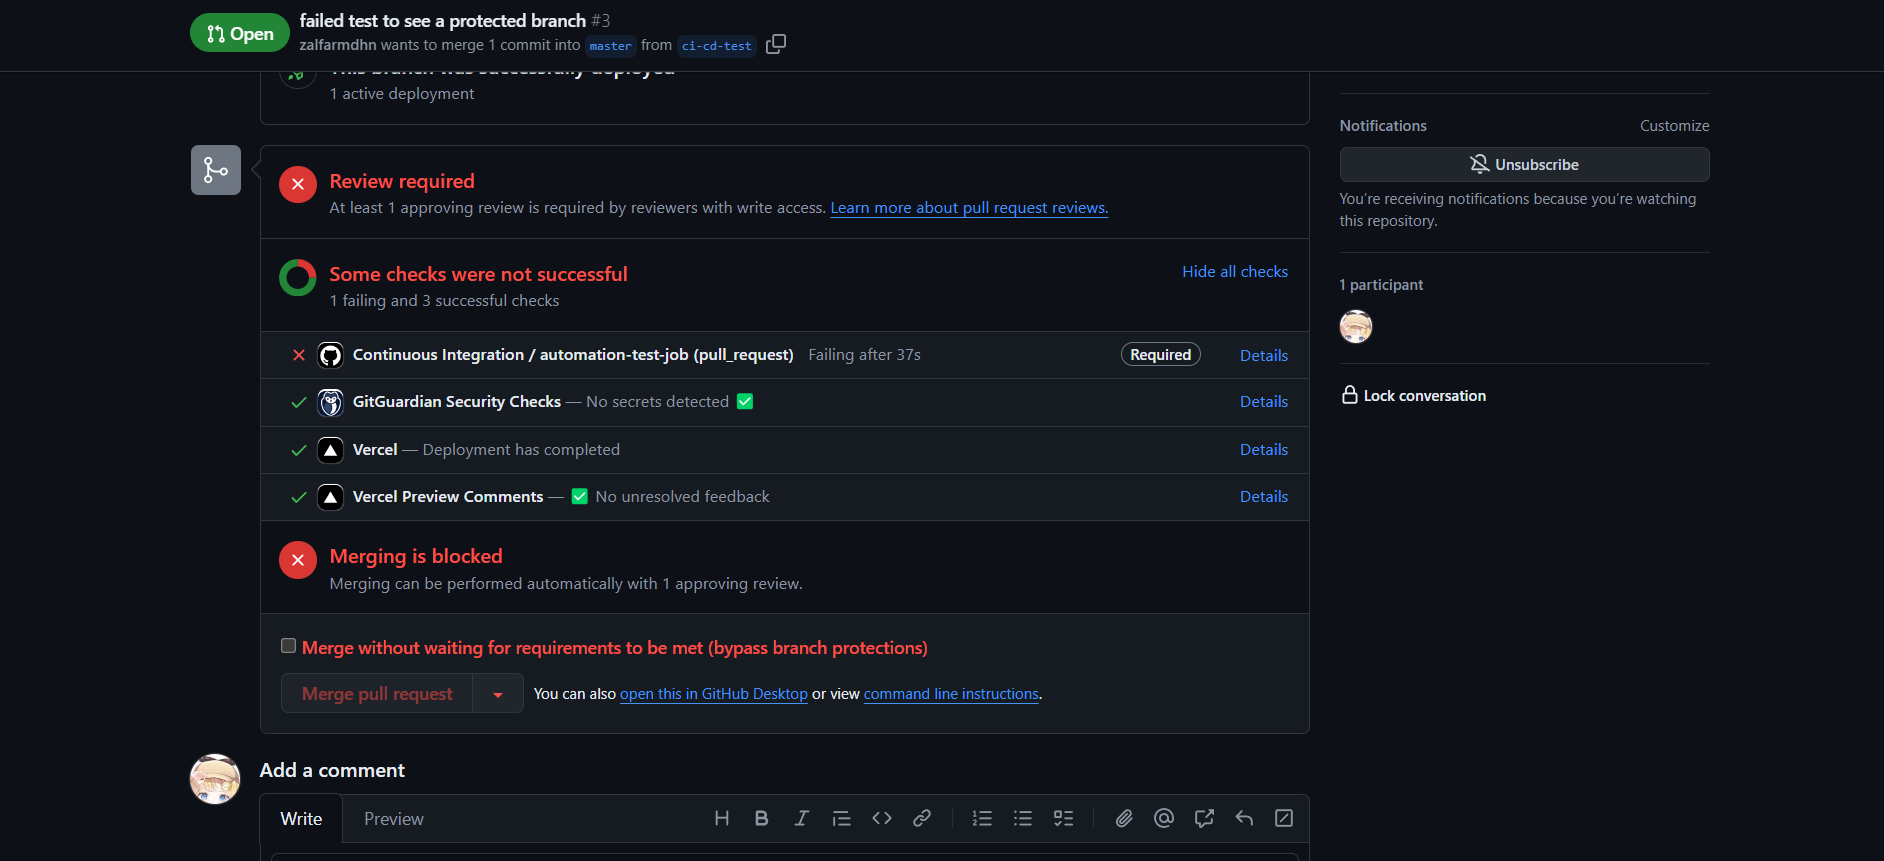 Open
failed test to see a protected branch #3
zalfarmdhn wants to merge 1 commit into master from ci-cd-test
This branch was successfully deployed
1 active deployment
Review required
At least 1 approving review is required by reviewers with write access. Learn more about pull request reviews.
Some checks were not successful
Hide all checks
1 failing and 3 successful checks
Continuous Integration / automation-test-job (pull_request) Failing after 37s Required Details
GitGuardian Security Checks — No secrets detected ✅ Details
Vercel — Deployment has completed Details
Vercel Preview Comments — ✅ No unresolved feedback Details
Merging is blocked
Merging can be performed automatically with 1 approving review.
Merge without waiting for requirements to be met (bypass branch protections)
Merge pull request You can also open this in GitHub Desktop or view command line instructions.
Add a comment
Write Preview
Notifications Customize
Unsubscribe
You're receiving notifications because you're watching
this repository.
1 participant
Lock conversation